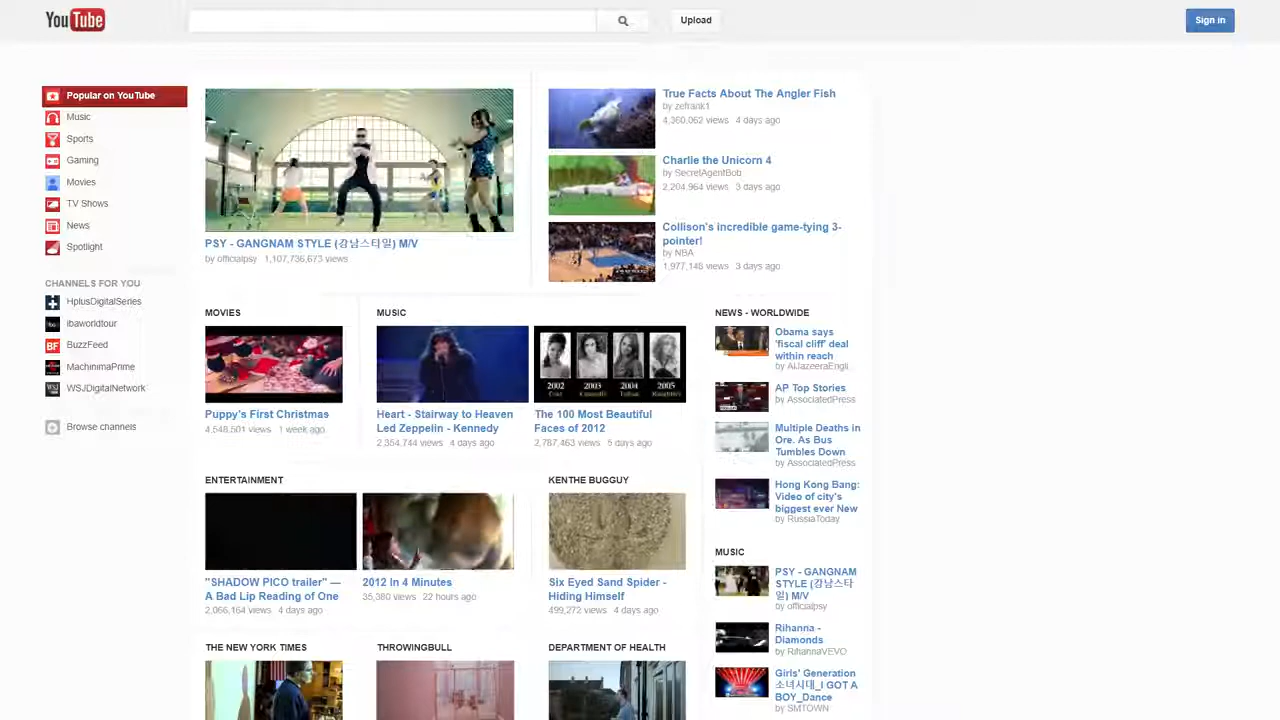 YouTube
Upload
Sign in
Popular on YouTube
Music
Sports
Gaming
Movies
TV Shows
News
Spotlight
CHANNELS FOR YOU
HplusDigitalSeries
ibaworldtour
BuzzFeed
MachinimaPrime
WSJDigitalNetwork
Browse channels
PSY - GANGNAM STYLE (강남스타일) M/V
by officialpsy 1,107,736,673 views
True Facts About The Angler Fish
by zefrank1
4,360,062 views 4 days ago
Charlie the Unicorn 4
by SecretAgentBob
2,204,964 views 3 days ago
Collison's incredible game-tying 3-
pointer!
by NBA
1,977,148 views 3 days ago
MOVIES
Puppy's First Christmas
4,548,501 views 1 week ago
MUSIC
Heart - Stairway to Heaven
Led Zeppelin - Kennedy
2,354,744 views 4 days ago
2002
2003
2004
2005
The 100 Most Beautiful
Faces of 2012
2,787,463 views 5 days ago
ENTERTAINMENT
"SHADOW PICO trailer" —
A Bad Lip Reading of One
2,066,164 views 4 days ago
2012 In 4 Minutes
35,380 views 22 hours ago
KENTHE BUGGUY
Six Eyed Sand Spider -
Hiding Himself
499,272 views 4 days ago
THE NEW YORK TIMES
THROWINGBULL
DEPARTMENT OF HEALTH
NEWS - WORLDWIDE
Obama says
'fiscal cliff' deal
within reach
by AlJazeeraEngli
AP Top Stories
by AssociatedPress
Multiple Deaths in
Ore. As Bus
Tumbles Down
by AssociatedPress
Hong Kong Bang:
Video of city's
biggest ever New
by RussiaToday
MUSIC
PSY - GANGNAM
STYLE (강남스타
일) M/V
by officialpsy
Rihanna -
Diamonds
by RihannaVEVO
Girls' Generation
소녀시대_I GOT A
BOY_Dance
by SMTOWN